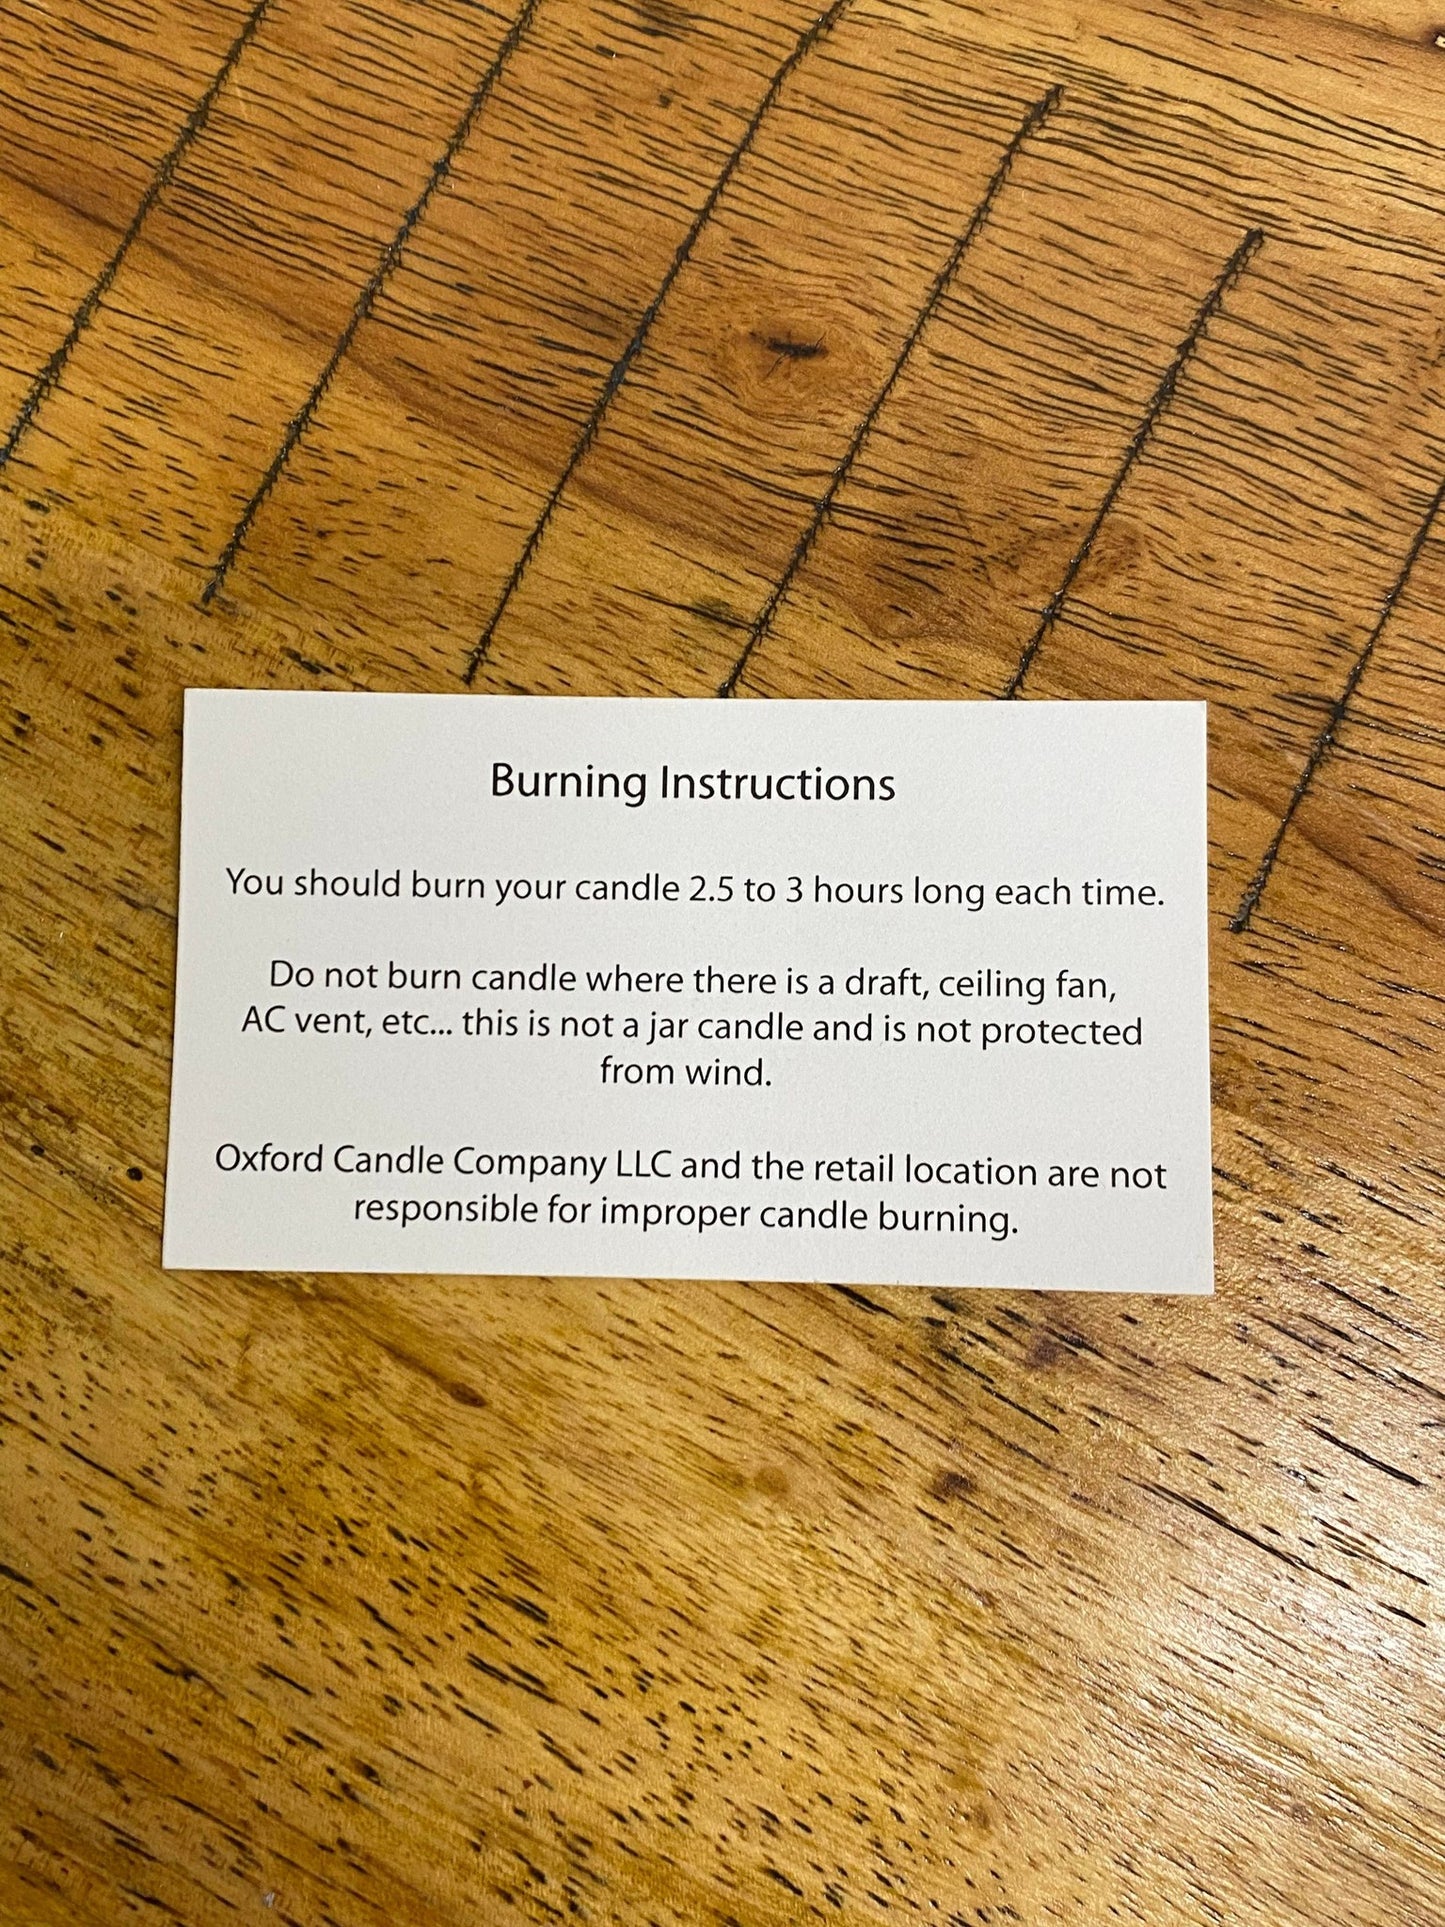 Burning Instructions
You should burn your candle 2.5 to 3 hours long each time.
Do not burn candle where there is a draft, ceiling fan,
AC vent, etc... this is not a jar candle and is not protected
from wind.
Oxford Candle Company LLC and the retail location are not
responsible for improper candle burning.